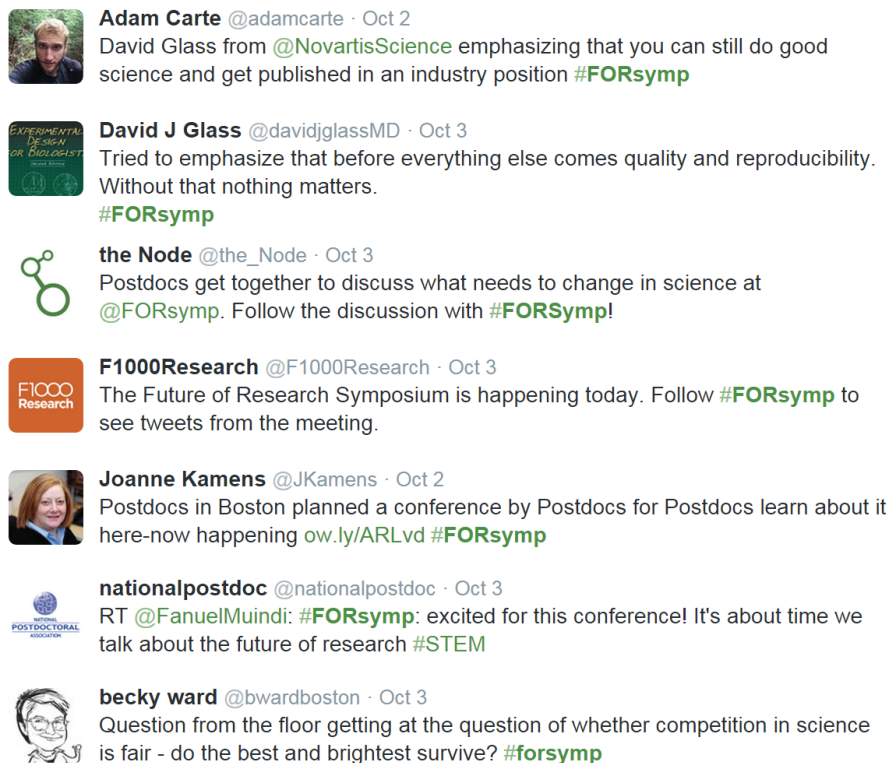 Adam Carte @adamcarte · Oct 2
David Glass from @NovartisScience emphasizing that you can still do good
science and get published in an industry position #FORsymp
EXPERIMENTAL
DESIGN
FOR BIOLOGISTS
Second Edition
David J Glass @davidjglassMD · Oct 3
Tried to emphasize that before everything else comes quality and reproducibility.
Without that nothing matters.
#FORsymp
the Node @the_Node · Oct 3
Postdocs get together to discuss what needs to change in science at
@FORsymp. Follow the discussion with #FORSymp!
F1000
Research
F1000Research @F1000Research · Oct 3
The Future of Research Symposium is happening today. Follow #FORsymp to
see tweets from the meeting.
Joanne Kamens @JKamens · Oct 2
Postdocs in Boston planned a conference by Postdocs for Postdocs learn about it
here-now happening ow.ly/ARLvd #FORsymp
NATIONAL
POSTDOCTORAL
ASSOCIATION
nationalpostdoc @nationalpostdoc · Oct 3
RT @FanuelMuindi: #FORsymp: excited for this conference! It's about time we
talk about the future of research #STEM
becky ward @bwardboston · Oct 3
Question from the floor getting at the question of whether competition in science
is fair - do the best and brightest survive? #forsymp